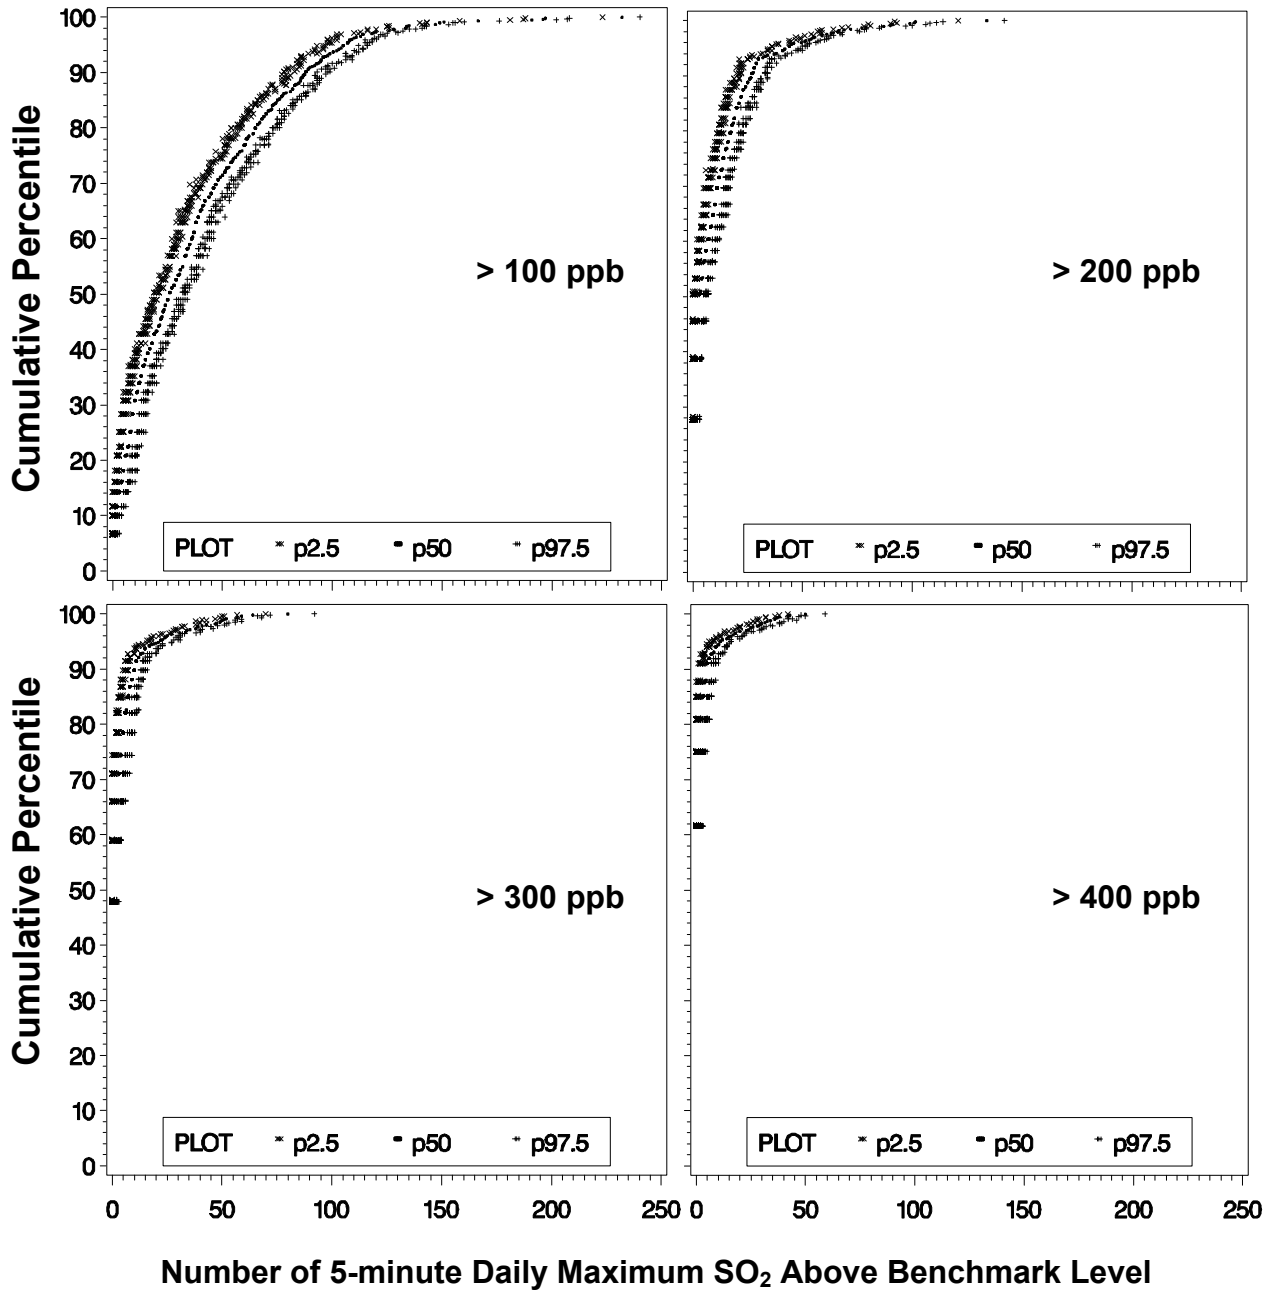 Cumulative Percentile
100
90
80
70
60
50
40
30
20
10
0
> 100 ppb
PLOT p2.5 p50 p97.5
> 200 ppb
PLOT p2.5 p50 p97.5
Cumulative Percentile
100
90
80
70
60
50
40
30
20
10
0
> 300 ppb
PLOT p2.5 p50 p97.5
0 50 100 150 200 250
> 400 ppb
PLOT p2.5 p50 p97.5
0 50 100 150 200 250
Number of 5-minute Daily Maximum SO₂ Above Benchmark Level